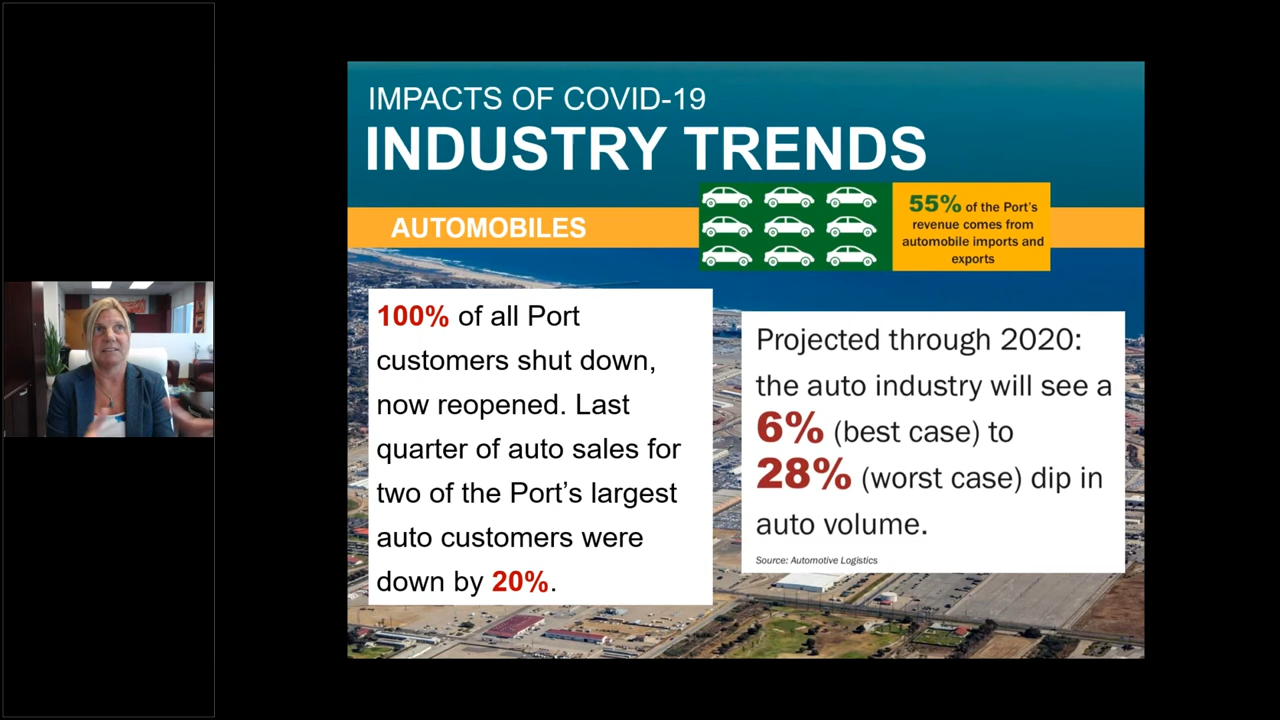 IMPACTS OF COVID-19
INDUSTRY TRENDS
AUTOMOBILES
55% of the Port's
revenue comes from
automobile imports and
exports
100% of all Port
customers shut down,
now reopened. Last
quarter of auto sales for
two of the Port's largest
auto customers were
down by 20%.
Projected through 2020:
the auto industry will see a
6% (best case) to
28% (worst case) dip in
auto volume.
Source: Automotive Logistics